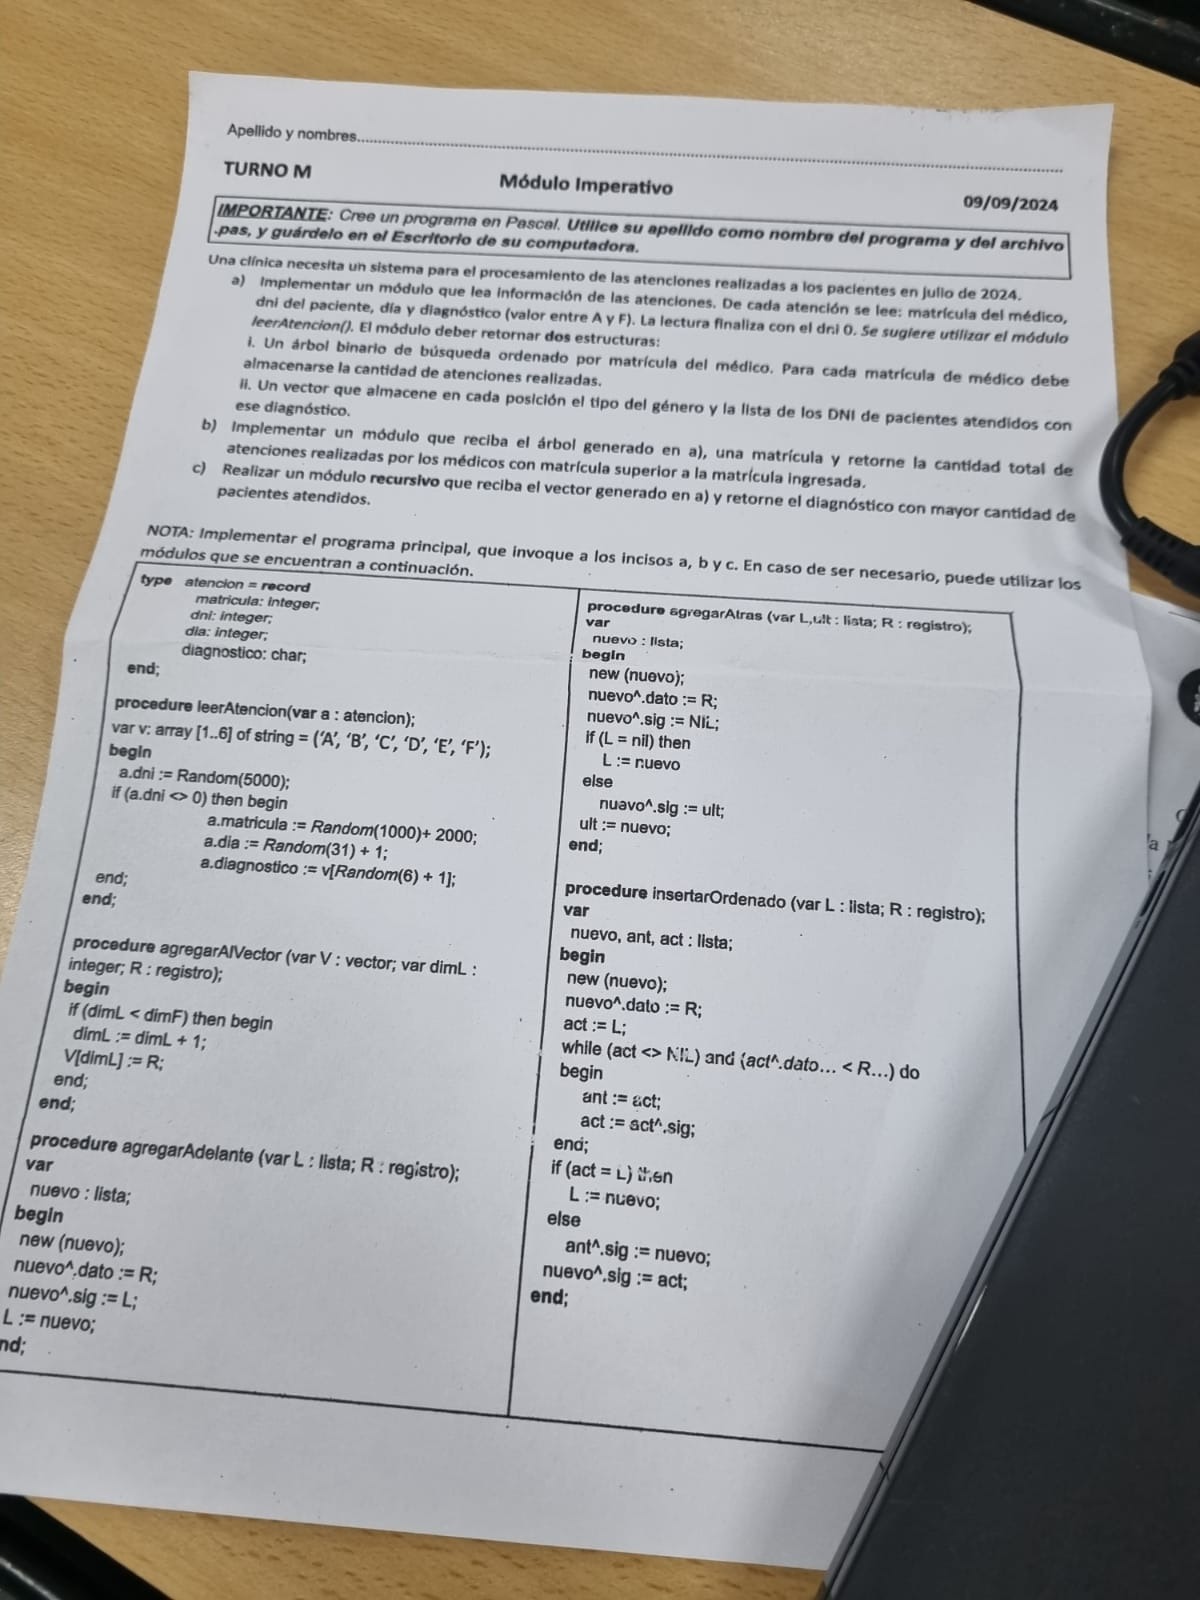 Apellido y nombres
TURNO M
Módulo Imperativo
09/09/2024
IMPORTANTE: Cree un programa en Pascal. Utilice su apellido como nombre del programa y del archivo
.pas, y guárdelo en el Escritorio de su computadora.
Una clínica necesita un sistema para el procesamiento de las atenciones realizadas a los pacientes en julio de 2024.
a) Implementar un módulo que lea información de las atenciones. De cada atención se lee: matrícula del médico,
dni del paciente, día y diagnóstico (valor entre A y F). La lectura finaliza con el dni 0. Se sugiere utilizar el módulo
leerAtencion(). El módulo deber retornar dos estructuras:
i. Un árbol binario de búsqueda ordenado por matrícula del médico. Para cada matrícula de médico debe
almacenarse la cantidad de atenciones realizadas.
ii. Un vector que almacene en cada posición el tipo del género y la lista de los DNI de pacientes atendidos con
ese diagnóstico.
b) Implementar un módulo que reciba el árbol generado en a), una matrícula y retorne la cantidad total de
atenciones realizadas por los médicos con matrícula superior a la matrícula ingresada.
c) Realizar un módulo recursivo que reciba el vector generado en a) y retorne el diagnóstico con mayor cantidad de
pacientes atendidos.
NOTA: Implementar el programa principal, que invoque a los incisos a, b y c. En caso de ser necesario, puede utilizar los
módulos que se encuentran a continuación.
type atencion = record
matricula: integer;
dni: integer;
dia: integer;
diagnostico: char;
end;
procedure leerAtencion(var a : atencion);
var v: array [1..6] of string = ('A', 'B', 'C', 'D', 'E', 'F');
begin
a.dni := Random(5000);
if (a.dni <> 0) then begin
a.matricula := Random(1000)+ 2000;
a.dia := Random(31) + 1;
a.diagnostico := v[Random(6) + 1];
end;
end;
procedure agregarAlVector (var V : vector; var dimL :
integer; R : registro);
begin
if (dimL < dimF) then begin
dimL := dimL + 1;
V[dimL] := R;
end;
end;
procedure agregarAdelante (var L : lista; R : registro);
var
nuevo : lista;
begin
new (nuevo);
nuevo^.dato := R;
nuevo^.sig := L;
L := nuevo;
nd;
procedure agregarAtras (var L,ult : lista; R : registro);
var
nuevo : lista;
begin
new (nuevo);
nuevo^.dato := R;
nuevo^.sig := NIL;
if (L = nil) then
L := nuevo
else
nuevo^.sig := ult;
ult := nuevo;
end;
procedure insertarOrdenado (var L : lista; R : registro);
var
nuevo, ant, act : lista;
begin
new (nuevo);
nuevo^.dato := R;
act := L;
while (act <> NIL) and (act^.dato... < R...) do
begin
ant := act;
act := act^.sig;
end;
if (act = L) then
L := nuevo;
else
ant^.sig := nuevo;
nuevo^.sig := act;
end;